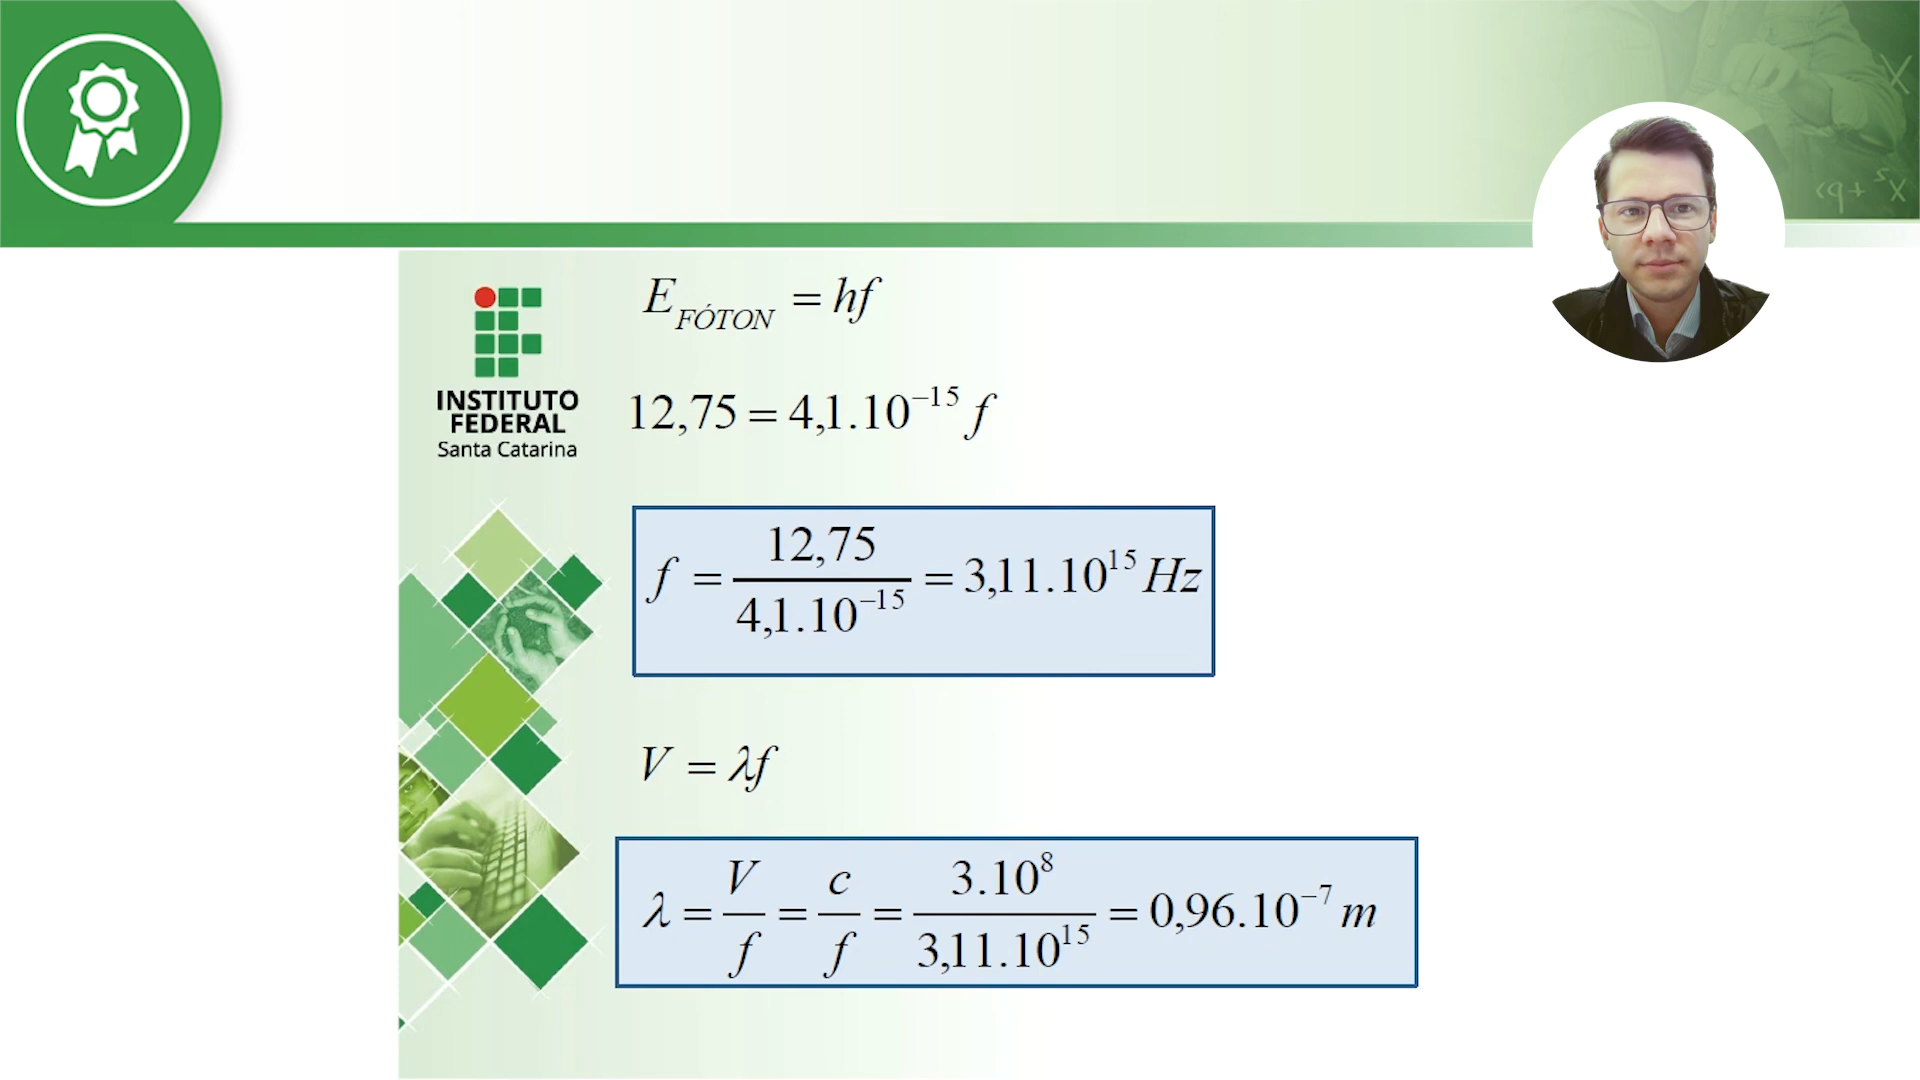 E_FÓTON = hf
12,75 = 4,1.10^−15 f
f = 12,75 / 4,1.10^−15 = 3,11.10^15 Hz
V = λf
λ = V / f = c / f = 3.10^8 / 3,11.10^15 = 0,96.10^−7 m
INSTITUTO
FEDERAL
Santa Catarina